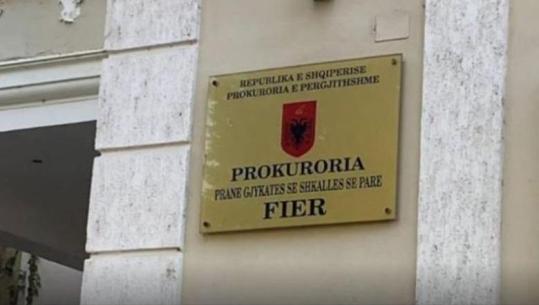 REPUBLIKA E SHQIPERISE
PROKURORIA E PERGJITHSHME
PROKURORIA
PRANE GJYKATES SE SHKALLES SE PARE
FIER